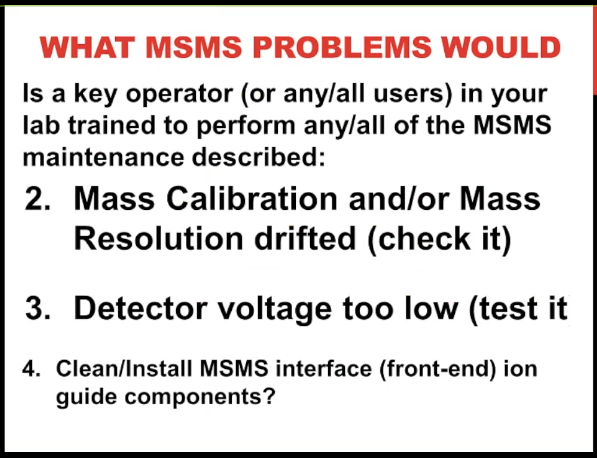 WHAT MSMS PROBLEMS WOULD
Is a key operator (or any/all users) in your
lab trained to perform any/all of the MSMS
maintenance described:
2. Mass Calibration and/or Mass
Resolution drifted (check it)
3. Detector voltage too low (test it
4. Clean/Install MSMS interface (front-end) ion
guide components?